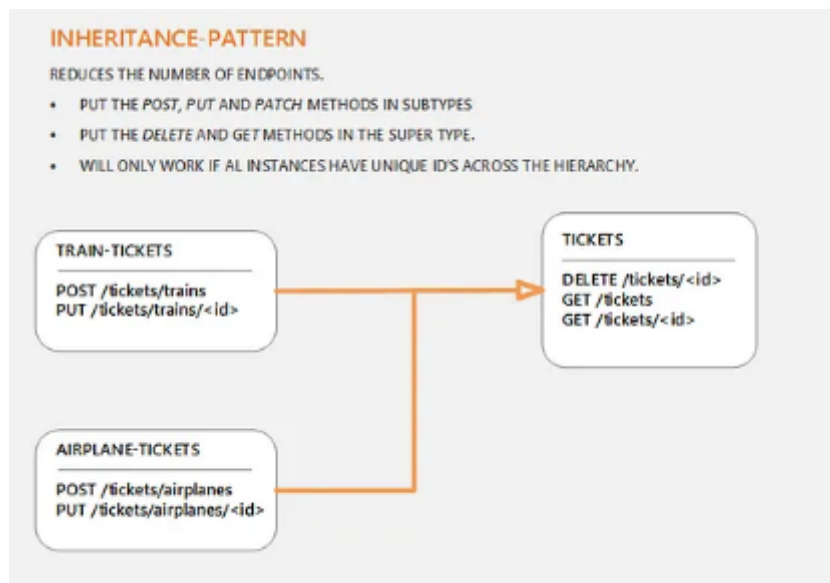 INHERITANCE-PATTERN
REDUCES THE NUMBER OF ENDPOINTS.
• PUT THE POST, PUT AND PATCH METHODS IN SUBTYPES
• PUT THE DELETE AND GET METHODS IN THE SUPER TYPE.
• WILL ONLY WORK IF AL INSTANCES HAVE UNIQUE ID'S ACROSS THE HIERARCHY.
TRAIN-TICKETS
POST /tickets/trains
PUT /tickets/trains/<id>
TICKETS
DELETE /tickets/<id>
GET /tickets
GET /tickets/<id>
AIRPLANE-TICKETS
POST /tickets/airplanes
PUT /tickets/airplanes/<id>